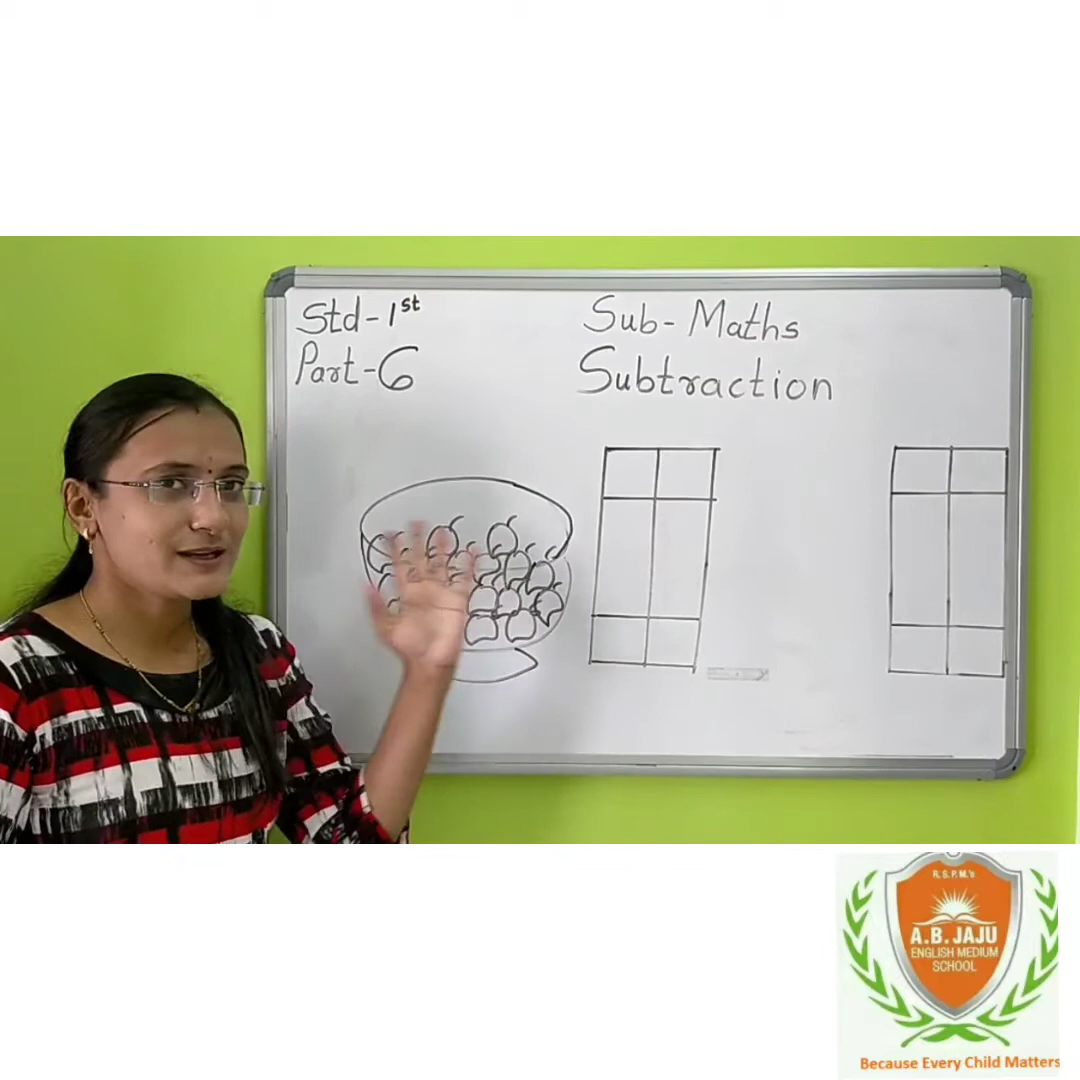 Std-1st
Part-6
Sub-Maths
Subtraction
R.S.P.M.'s
A.B. JAJU
ENGLISH MEDIUM
SCHOOL
Because Every Child Matters